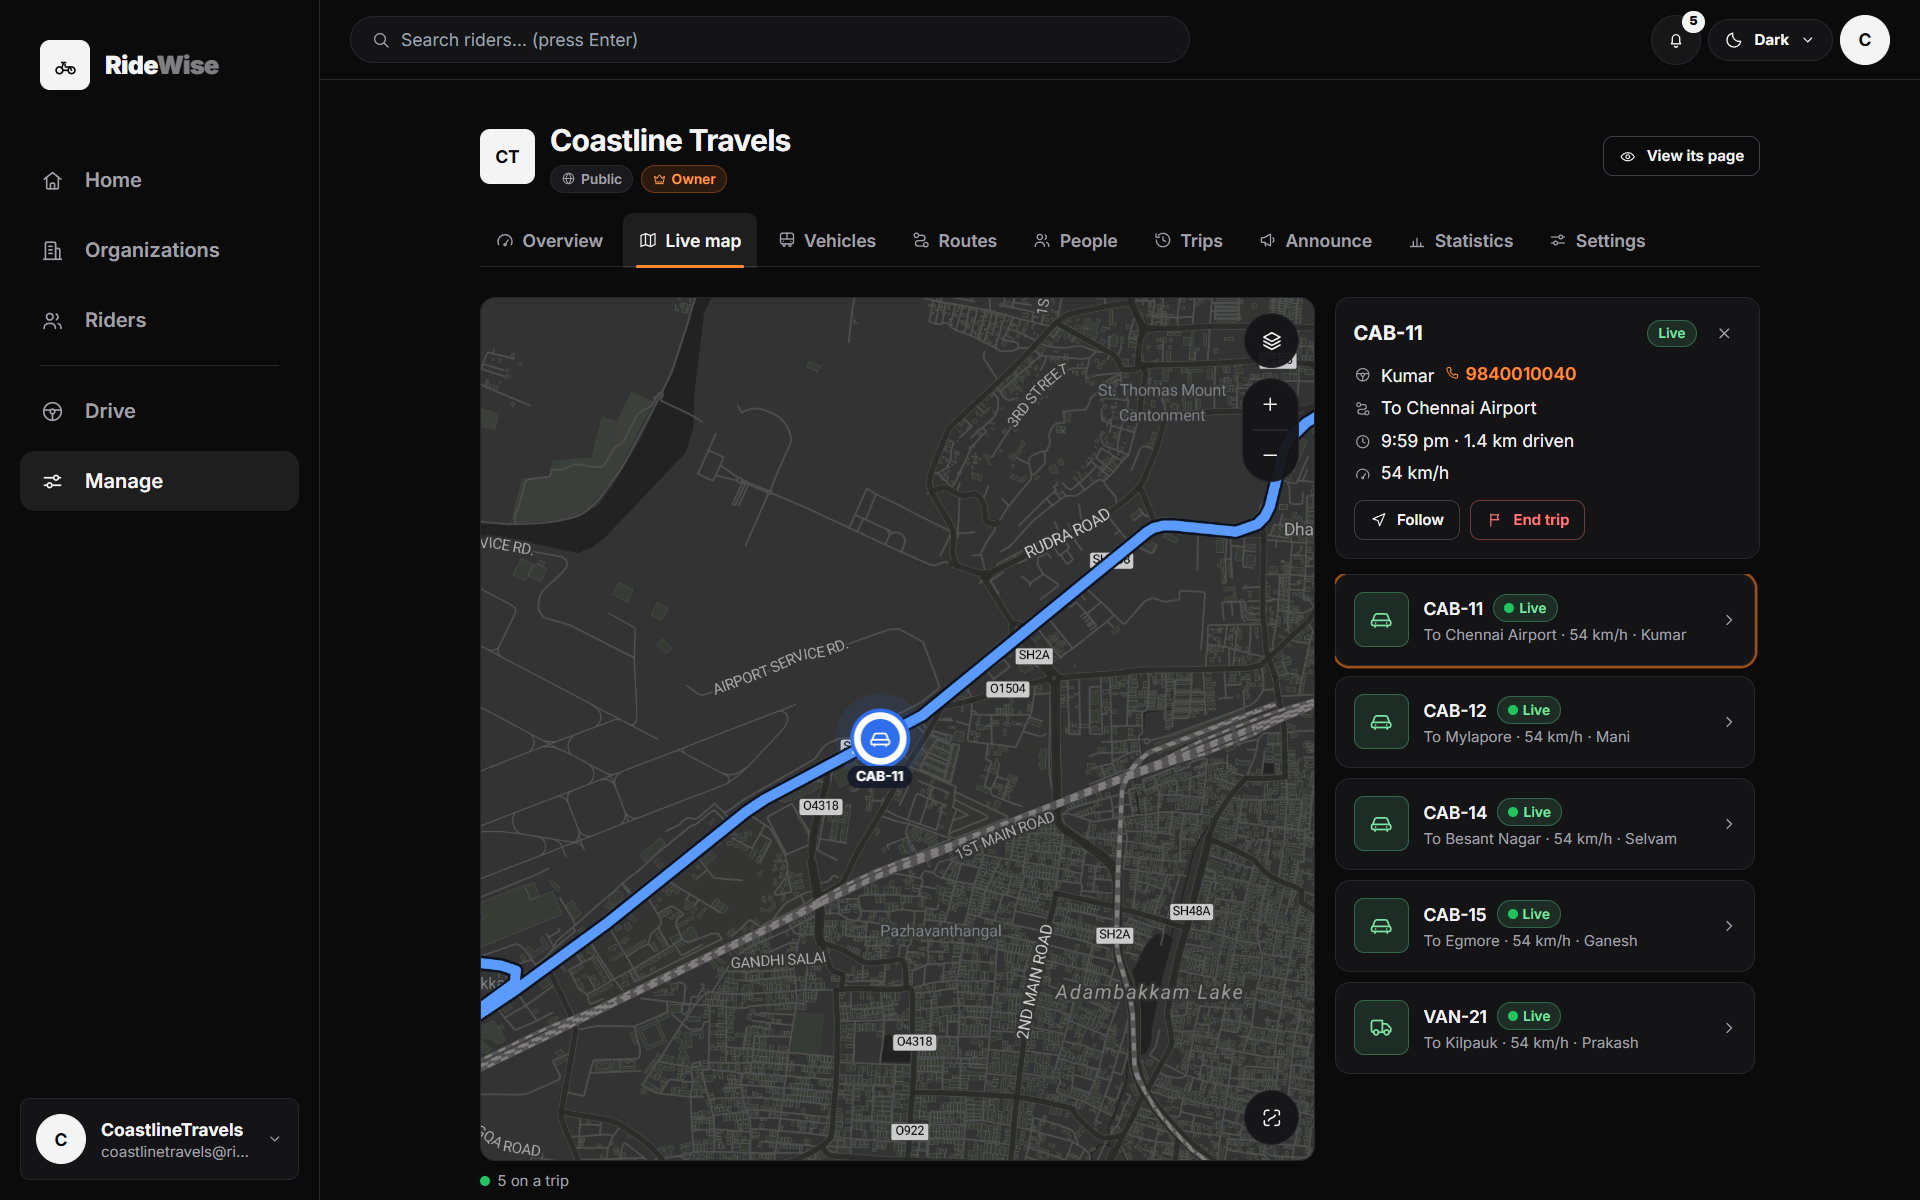 RideWise
Search riders... (press Enter)
5
Dark
C
Home
Organizations
Riders
Drive
Manage
CoastlineTravels
coastlinetravels@ri...
C
CT
Coastline Travels
Public
Owner
View its page
Overview
Live map
Vehicles
Routes
People
Trips
Announce
Statistics
Settings
3RD STREET
St. Thomas Mount
Cantonment
RUDRA ROAD
Dha
VICE RD.
AIRPORT SERVICE RD.
SH2A
O1504
CAB-11
O4318
1ST MAIN ROAD
Pazhavanthangal
SH48A
SH2A
GANDHI SALAI
2ND MAIN ROAD
Adambakkam Lake
O4318
O922
ROAD
5 on a trip
CAB-11
Live
Kumar 9840010040
To Chennai Airport
9:59 pm · 1.4 km driven
54 km/h
Follow
End trip
CAB-11 Live
To Chennai Airport · 54 km/h · Kumar
CAB-12 Live
To Mylapore · 54 km/h · Mani
CAB-14 Live
To Besant Nagar · 54 km/h · Selvam
CAB-15 Live
To Egmore · 54 km/h · Ganesh
VAN-21 Live
To Kilpauk · 54 km/h · Prakash